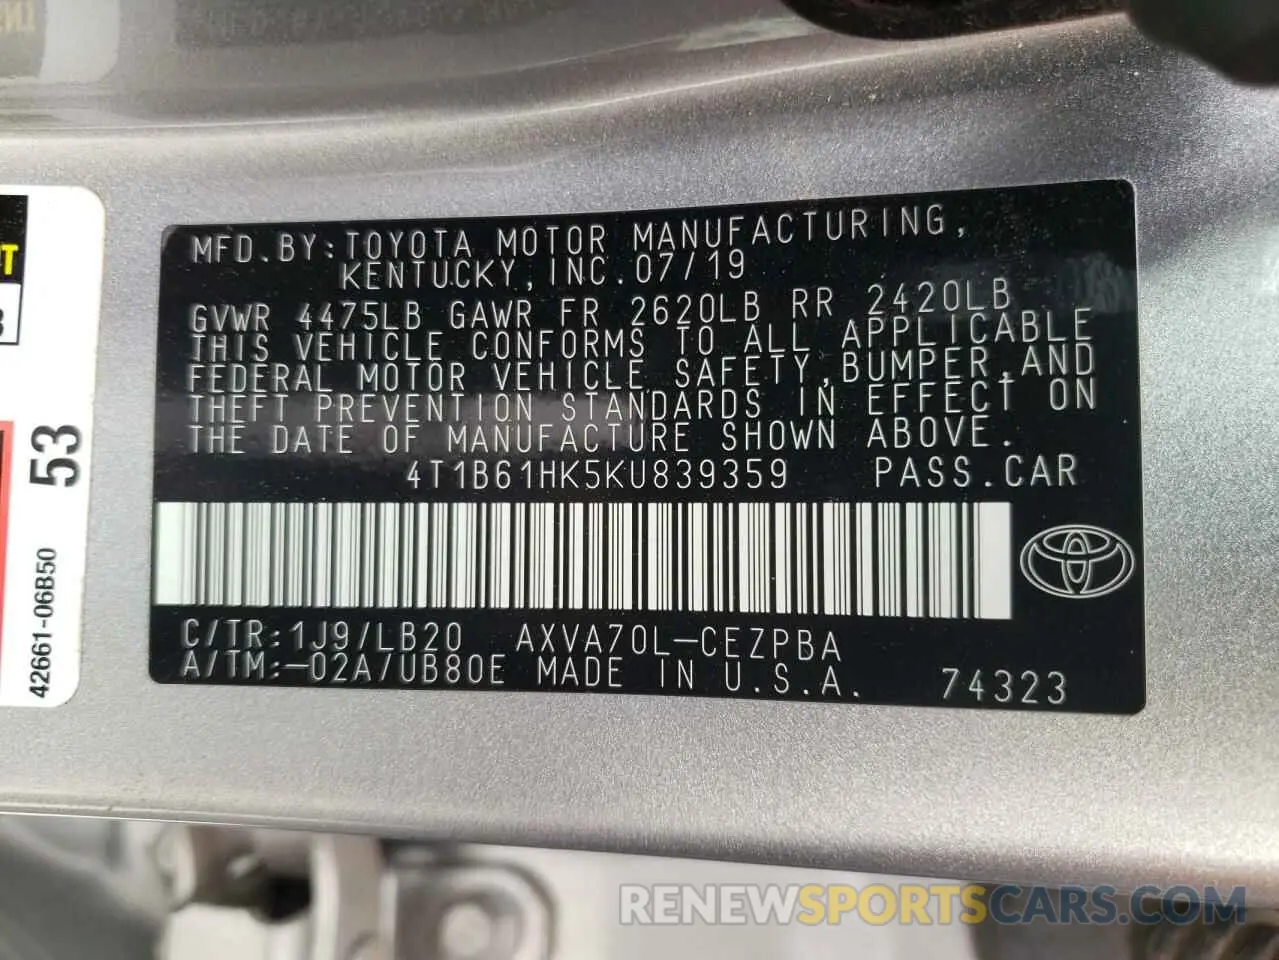 MFD.BY:TOYOTA MOTOR MANUFACTURING,
KENTUCKY,INC.07/19
GVWR 4475LB GAWR FR 2620LB RR 2420LB
THIS VEHICLE CONFORMS TO ALL APPLICABLE
FEDERAL MOTOR VEHICLE SAFETY,BUMPER,AND
THEFT PREVENTION STANDARDS IN EFFECT ON
THE DATE OF MANUFACTURE SHOWN ABOVE.
4T1B61HK5KU839359 PASS.CAR
C/TR:1J9/LB20 AXVA70L-CEZPBA
A/TM:-02A/UB80E MADE IN U.S.A. 74323
53
42661-06B50
RENEWSPORTSCARS.COM